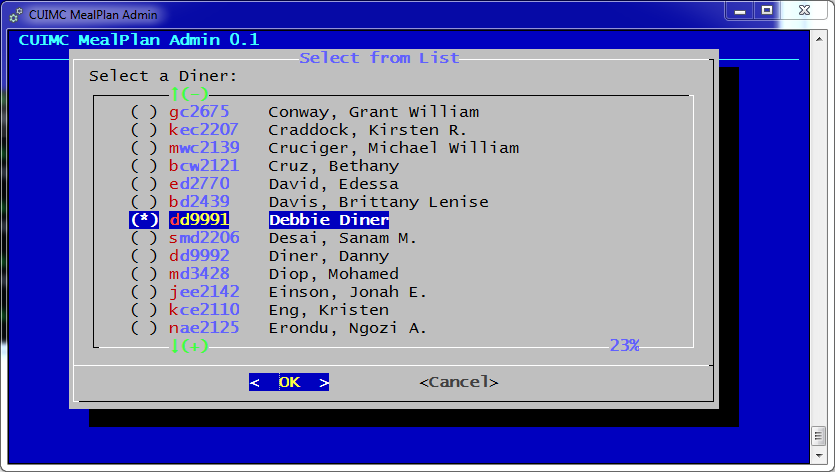 CUIMC MealPlan Admin
CUIMC MealPlan Admin 0.1
Select from List
Select a Diner:
↑(-)
( ) gc2675 Conway, Grant William
( ) kec2207 Craddock, Kirsten R.
( ) mwc2139 Cruciger, Michael William
( ) bcw2121 Cruz, Bethany
( ) ed2770 David, Edessa
( ) bd2439 Davis, Brittany Lenise
(*) dd9991 Debbie Diner
( ) smd2206 Desai, Sanam M.
( ) dd9992 Diner, Danny
( ) md3428 Diop, Mohamed
( ) jee2142 Einson, Jonah E.
( ) kce2110 Eng, Kristen
( ) nae2125 Erondu, Ngozi A.
↓(+) 23%
< OK > <Cancel>